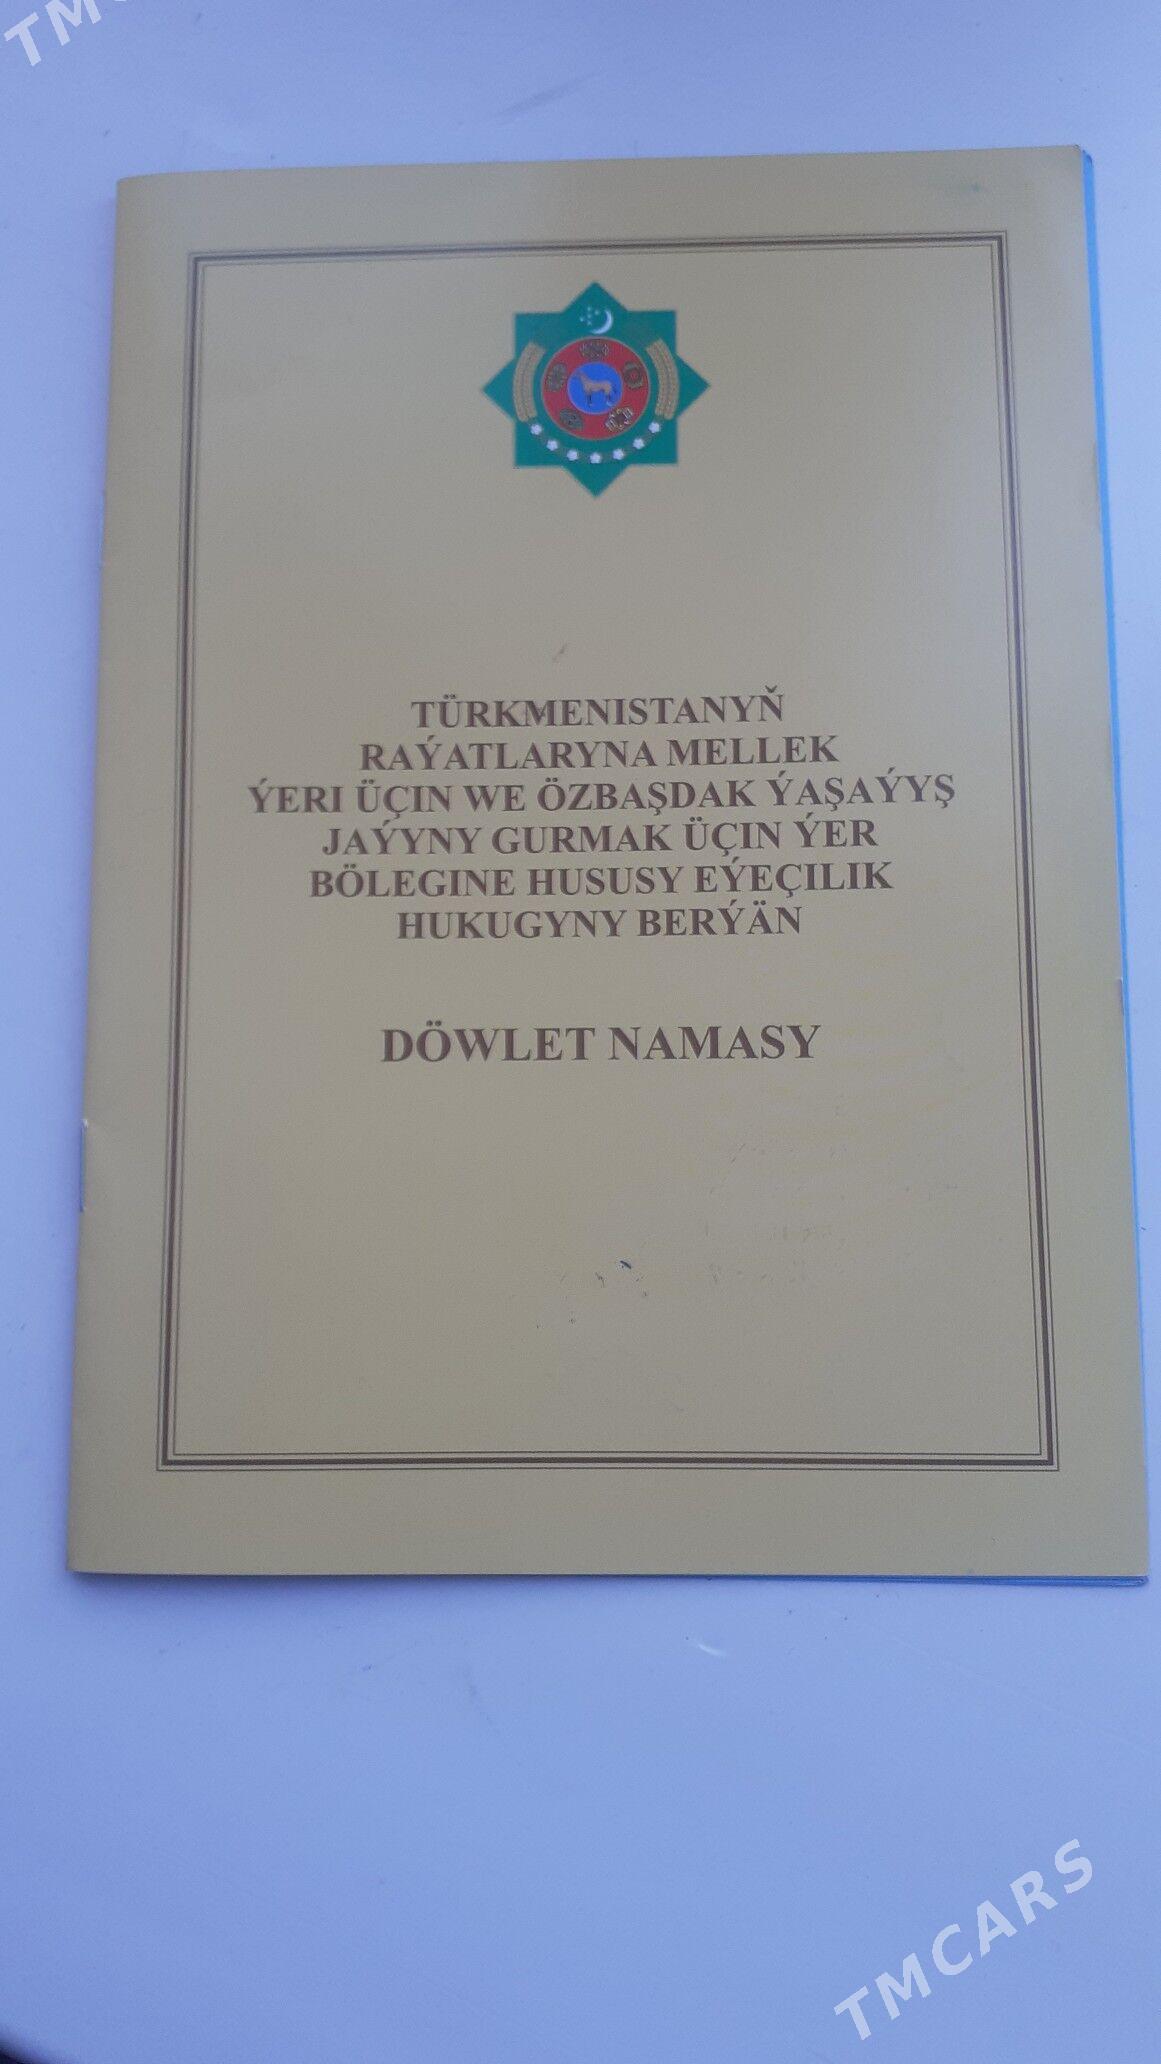 TMCARS
TÜRKMENISTANYŇ
RAÝATLARYNA MELLEK
ÝERI ÜÇIN WE ÖZBAŞDAK ÝAŞAÝYŞ
JAÝYNY GURMAK ÜÇIN ÝER
BÖLEGINE HUSUSY EÝEÇILIK
HUKUGYNY BERÝÄN
DÖWLET NAMASY